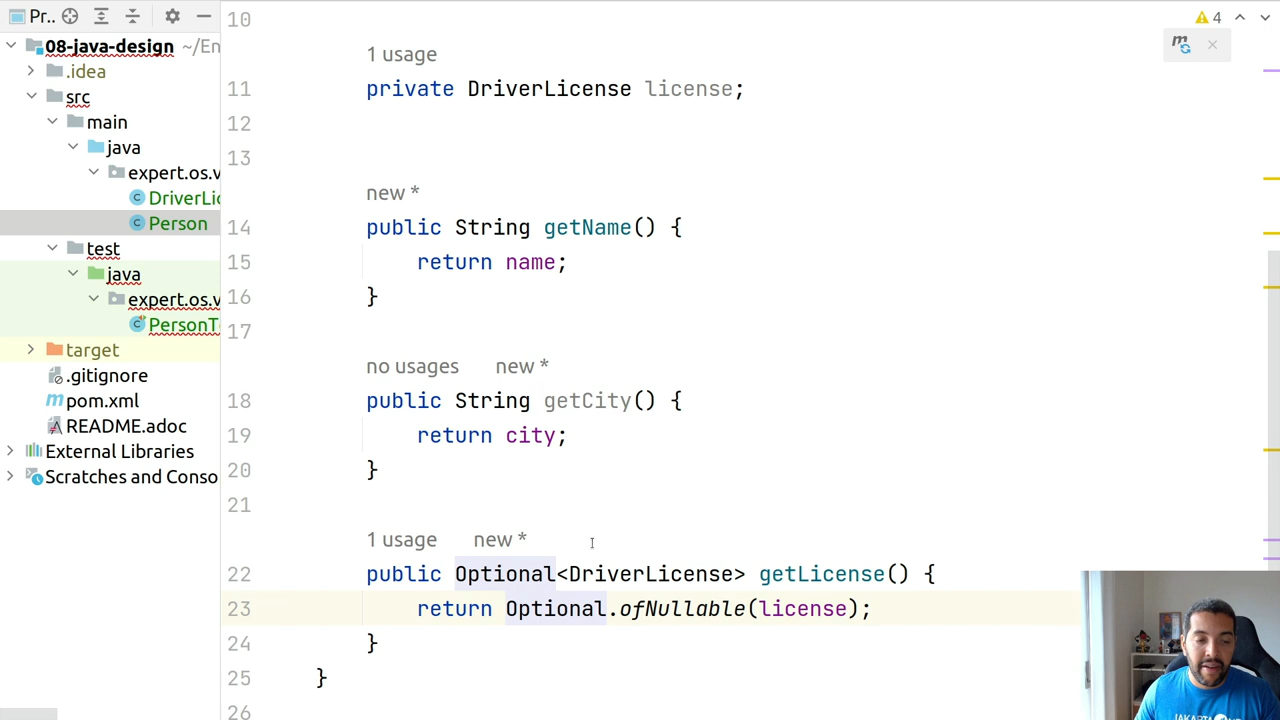 Pr..
4
08-java-design ~/En
.idea
src
main
java
expert.os.v
DriverLic
Person
test
java
expert.os.v
PersonT
target
.gitignore
pom.xml
README.adoc
External Libraries
Scratches and Conso
10
1 usage
11 private DriverLicense license;
12
13
new *
14 public String getName() {
15 return name;
16 }
17
no usages new *
18 public String getCity() {
19 return city;
20 }
21
1 usage new *
22 public Optional<DriverLicense> getLicense() {
23 return Optional.ofNullable(license);
24 }
25 }
26